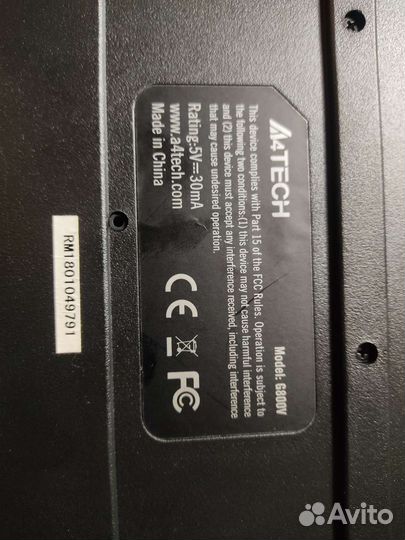 A4TECH
Model: G800V
This device complies with Part 15 of the FCC Rules. Operation is subject to
the following two conditions:(1) this device may not cause harmful interference
and (2) this device must accept any interference received, including interference
that may cause undesired operation.
Rating:5V⎓30mA
www.a4tech.com
Made in China
CE
FC
RM1801049791
Avito